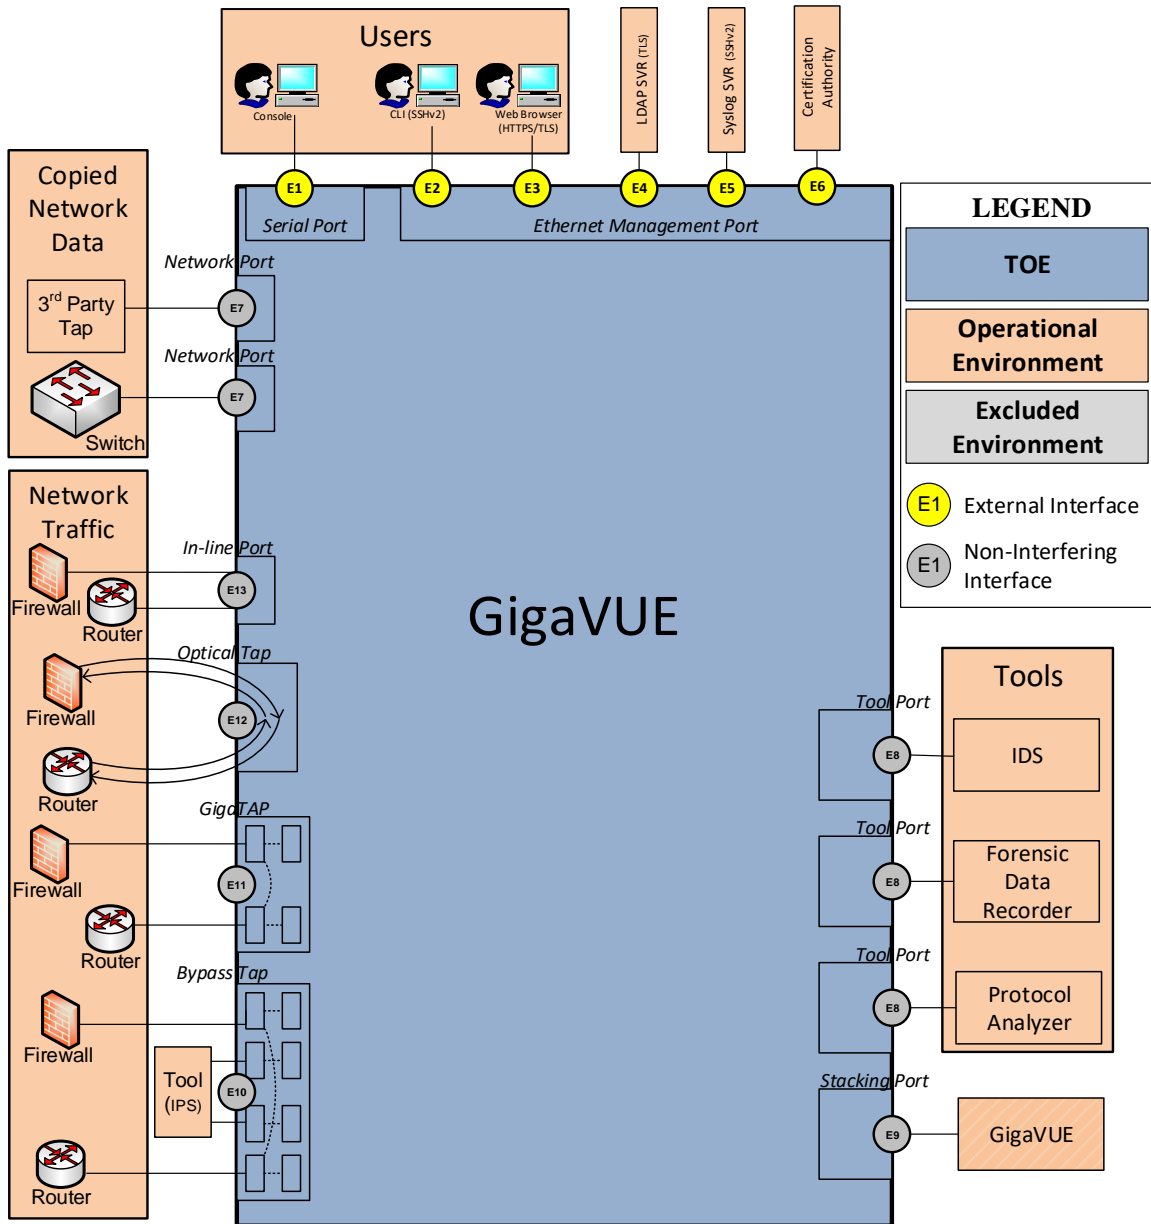 Users
Console
CLI (SSHv2)
Web Browser
(HTTPS/TLS)
LDAP SVR (TLS)
Syslog SVR (SSHv2)
Certification
Authority
E1
E2
E3
E4
E5
E6
Serial Port
Ethernet Management Port
Copied
Network
Data
3rd Party
Tap
Switch
Network Port
E7
Network Port
E7
Network
Traffic
Firewall
Router
In-line Port
E13
Firewall
Router
Optical Tap
E12
Firewall
Router
GigaTAP
E11
Firewall
Tool
(IPS)
Router
Bypass Tap
E10
GigaVUE
Tool Port
E8
Tool Port
E8
Tool Port
E8
Stacking Port
E9
LEGEND
TOE
Operational
Environment
Excluded
Environment
E1
External Interface
E1
Non-Interfering
Interface
Tools
IDS
Forensic
Data
Recorder
Protocol
Analyzer
GigaVUE